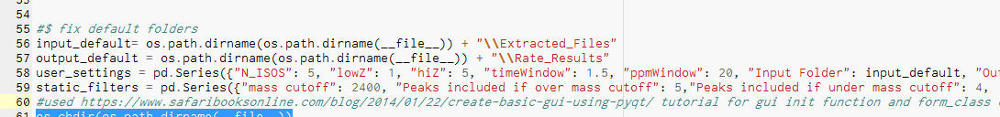 54
55 #$ fix default folders
56 input_default= os.path.dirname(os.path.dirname(__file__)) + "\\Extracted_Files"
57 output_default = os.path.dirname(os.path.dirname(__file__)) + "\\Rate_Results"
58 user_settings = pd.Series({"N_ISOS": 5, "lowZ": 1, "hiZ": 5, "timeWindow": 1.5, "ppmWindow": 20, "Input Folder": input_default, "Ou
59 static_filters = pd.Series({"mass cutoff": 2400, "Peaks included if over mass cutoff": 5,"Peaks included if under mass cutoff": 4,
60 #used https://www.safaribooksonline.com/blog/2014/01/22/create-basic-gui-using-pyqt/ tutorial for gui init function and form_class
61 os.chdir(os.path.dirname(__file__))